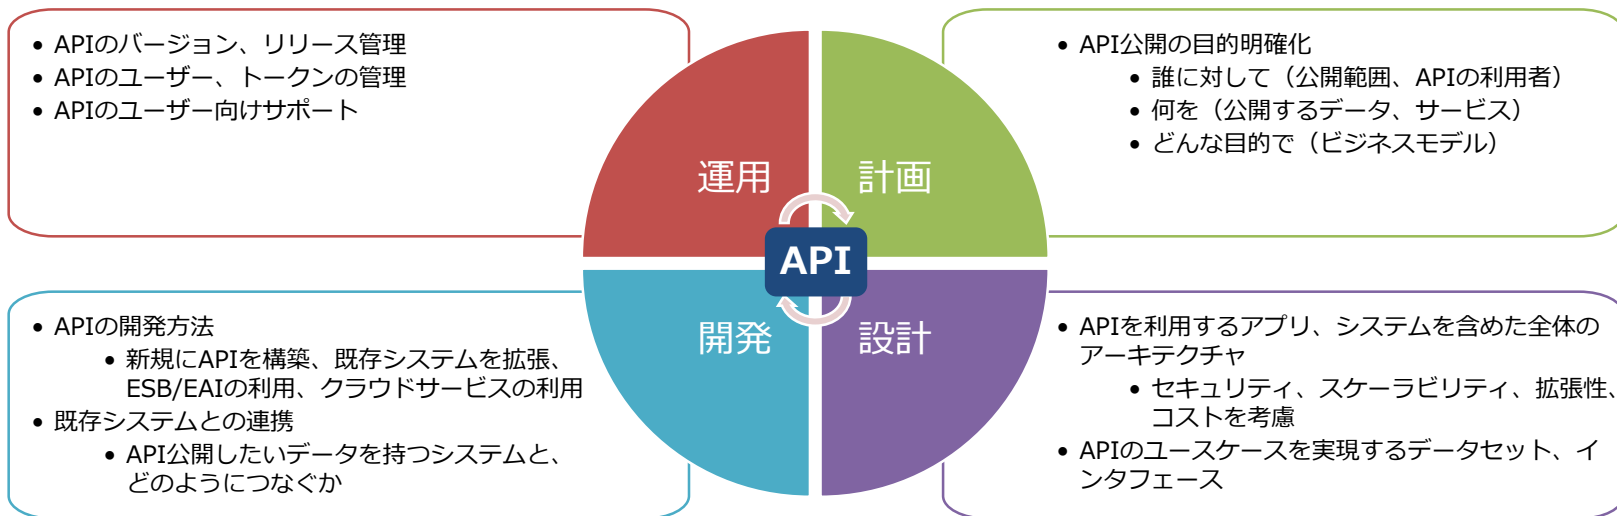 • APIのバージョン、リリース管理
• APIのユーザー、トークンの管理
• APIのユーザー向けサポート
• API公開の目的明確化
• 誰に対して（公開範囲、APIの利用者）
• 何を（公開するデータ、サービス）
• どんな目的で（ビジネスモデル）
運用
計画
API
開発
設計
• APIの開発方法
• 新規にAPIを構築、既存システムを拡張、
ESB/EAIの利用、クラウドサービスの利用
• 既存システムとの連携
• API公開したいデータを持つシステムと、
どのようにつなぐか
• APIを利用するアプリ、システムを含めた全体の
アーキテクチャ
• セキュリティ、スケーラビリティ、拡張性、
コストを考慮
• APIのユースケースを実現するデータセット、イ
ンタフェース